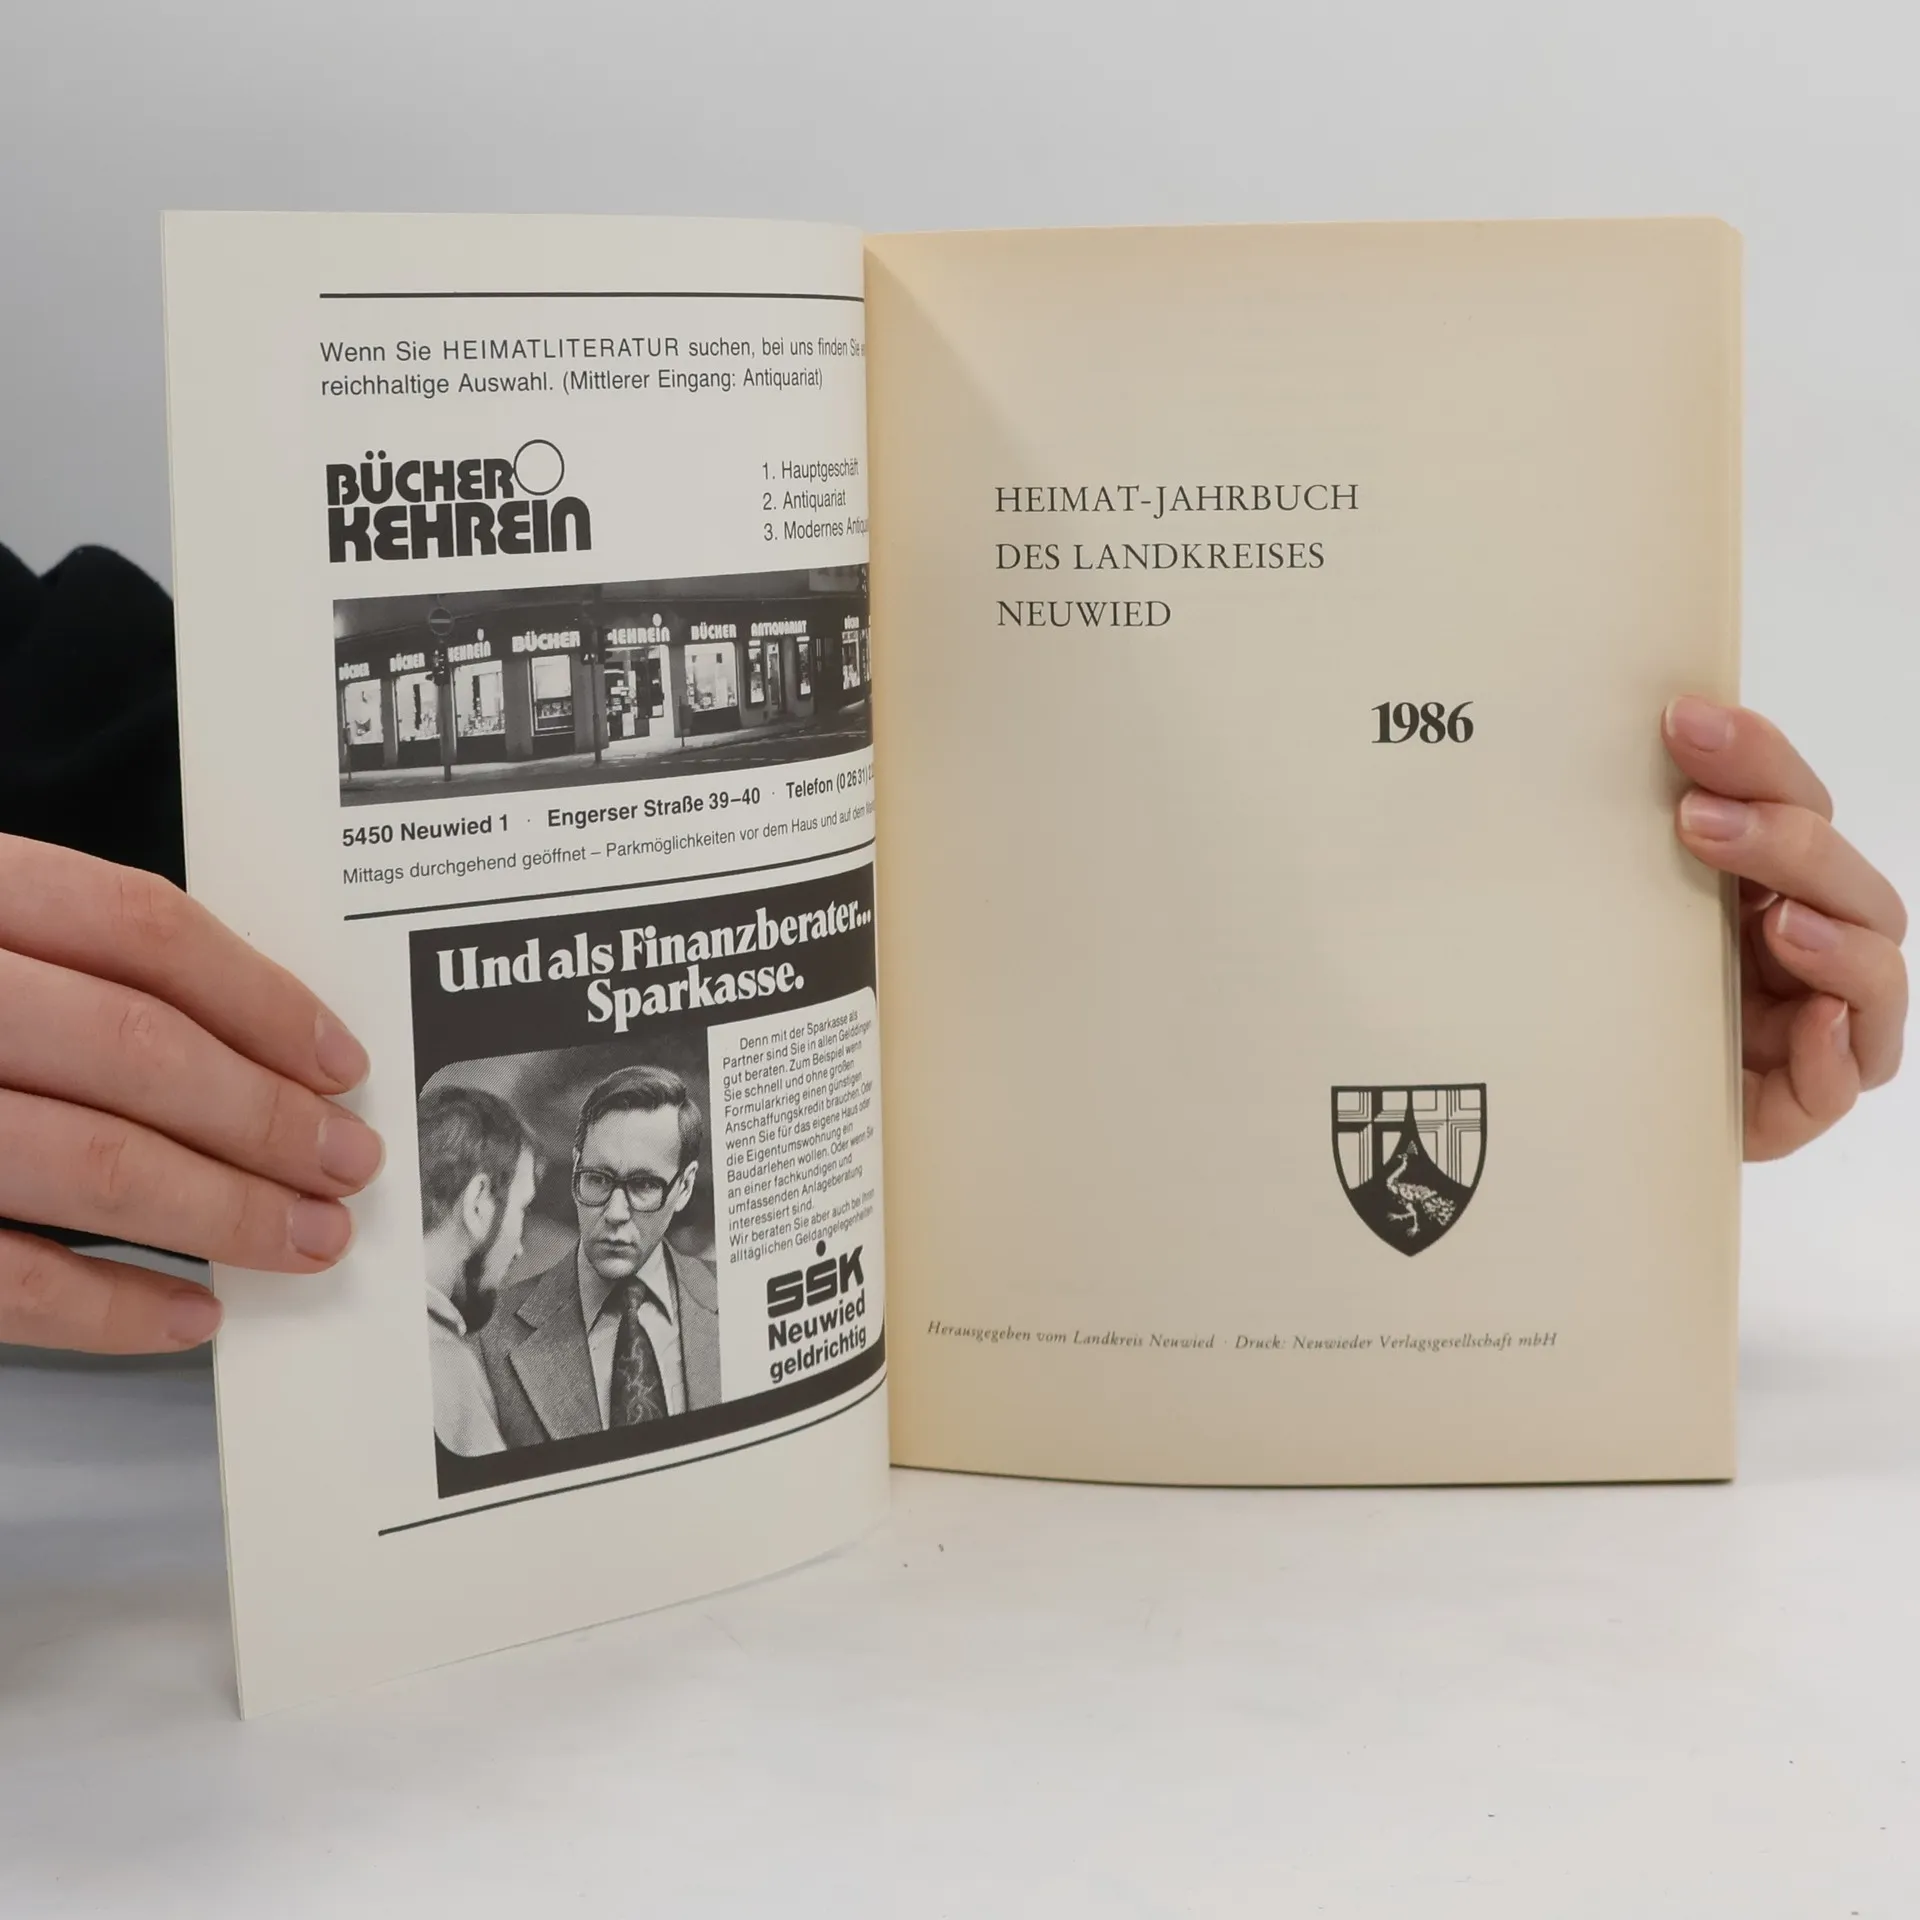 Wenn Sie HEIMATLITERATUR suchen, bei uns finden Sie
reichhaltige Auswahl. (Mittlerer Eingang: Antiquariat)
BÜCHER
KEHREIN
1. Hauptgeschäft
2. Antiquariat
3. Modernes
BÜCHER BÜCHER KEHREIN BÜCHER KEHREIN BÜCHER ANTIQUARIAT
5450 Neuwied 1 · Engerser Straße 39–40 · Telefon (0 26 31)
Mittags durchgehend geöffnet – Parkmöglichkeiten vor dem Haus und auf dem
Und als Finanzberater...
Sparkasse.
Denn mit der Sparkasse als
Partner sind Sie in allen Gelddingen
gut beraten. Zum Beispiel wenn
Sie schnell und ohne großen
Formularkrieg einen günstigen
Anschaffungskredit brauchen. Oder
wenn Sie für das eigene Haus oder
die Eigentumswohnung ein
Baudarlehen wollen. Oder wenn Sie
an einer fachkundigen und
umfassenden Anlageberatung
interessiert sind.
Wir beraten Sie aber auch bei Ihren
alltäglichen Geldangelegenheiten.
SSK
Neuwied
geldrichtig
HEIMAT-JAHRBUCH
DES LANDKREISES
NEUWIED
1986
Herausgegeben vom Landkreis Neuwied · Druck: Neuwieder Verlagsgesellschaft mbH